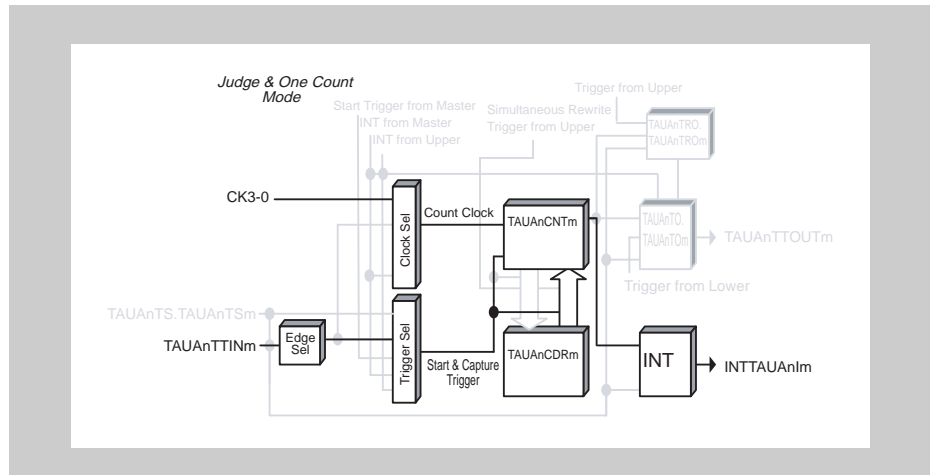 Judge & One Count
Mode
Trigger from Upper
Start Trigger from Master
Simultaneous Rewrite
INT from Master
Trigger from Upper
INT from Upper
TAUAnTRO.
TAUAnTROm
CK3-0
Clock Sel
Count Clock
TAUAnCNTm
TAUAnTO.
TAUAnTOm
TAUAnTTOUTm
Trigger from Lower
TAUAnTS.TAUAnTSm
TAUAnTTINm
Edge
Sel
Trigger Sel
Start & Capture
Trigger
TAUAnCDRm
INT
INTTAUAnIm